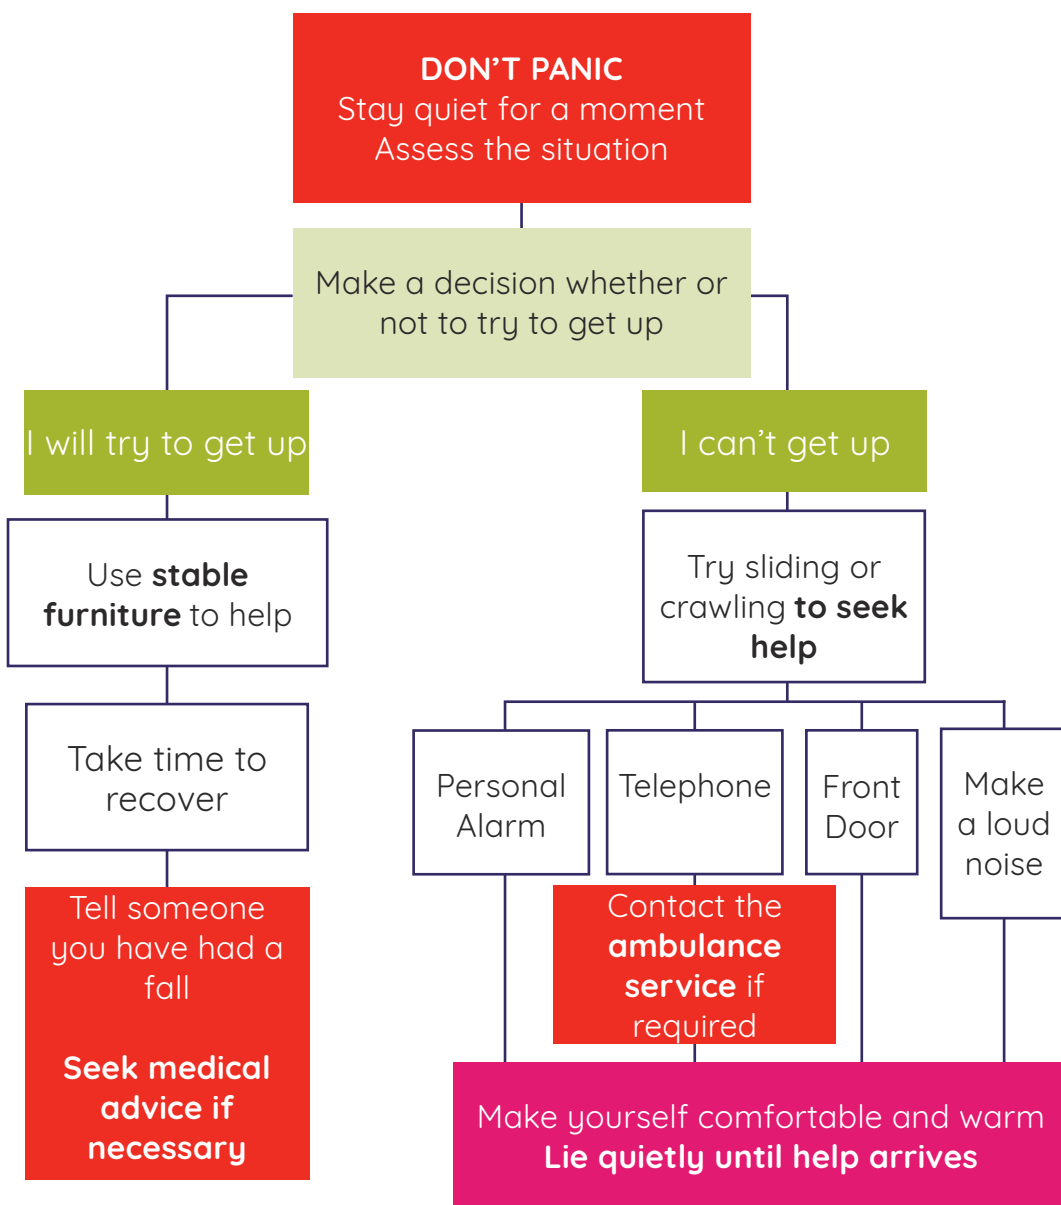 DON’T PANIC
Stay quiet for a moment
Assess the situation
Make a decision whether or
not to try to get up
I will try to get up
Use stable
furniture to help
Take time to
recover
Tell someone
you have had a
fall
Seek medical
advice if
necessary
I can’t get up
Try sliding or
crawling to seek
help
Personal
Alarm
Telephone
Front
Door
Make
a loud
noise
Contact the
ambulance
service if
required
Make yourself comfortable and warm
Lie quietly until help arrives